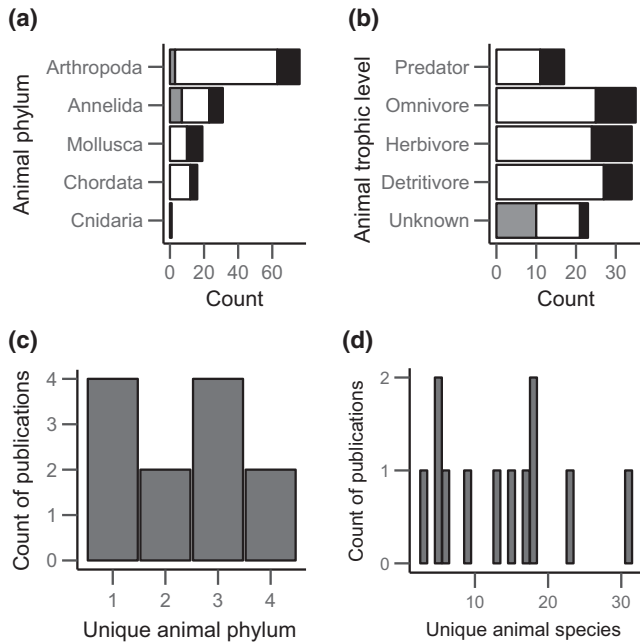 (a)
Animal phylum
Arthropoda
Annelida
Mollusca
Chordata
Cnidaria
0 20 40 60
Count
(b)
Animal trophic level
Predator
Omnivore
Herbivore
Detritivore
Unknown
0 10 20 30
Count
(c)
Count of publications
4
3
2
1
0
1 2 3 4
Unique animal phylum
(d)
Count of publications
2
1
0
10 20 30
Unique animal species